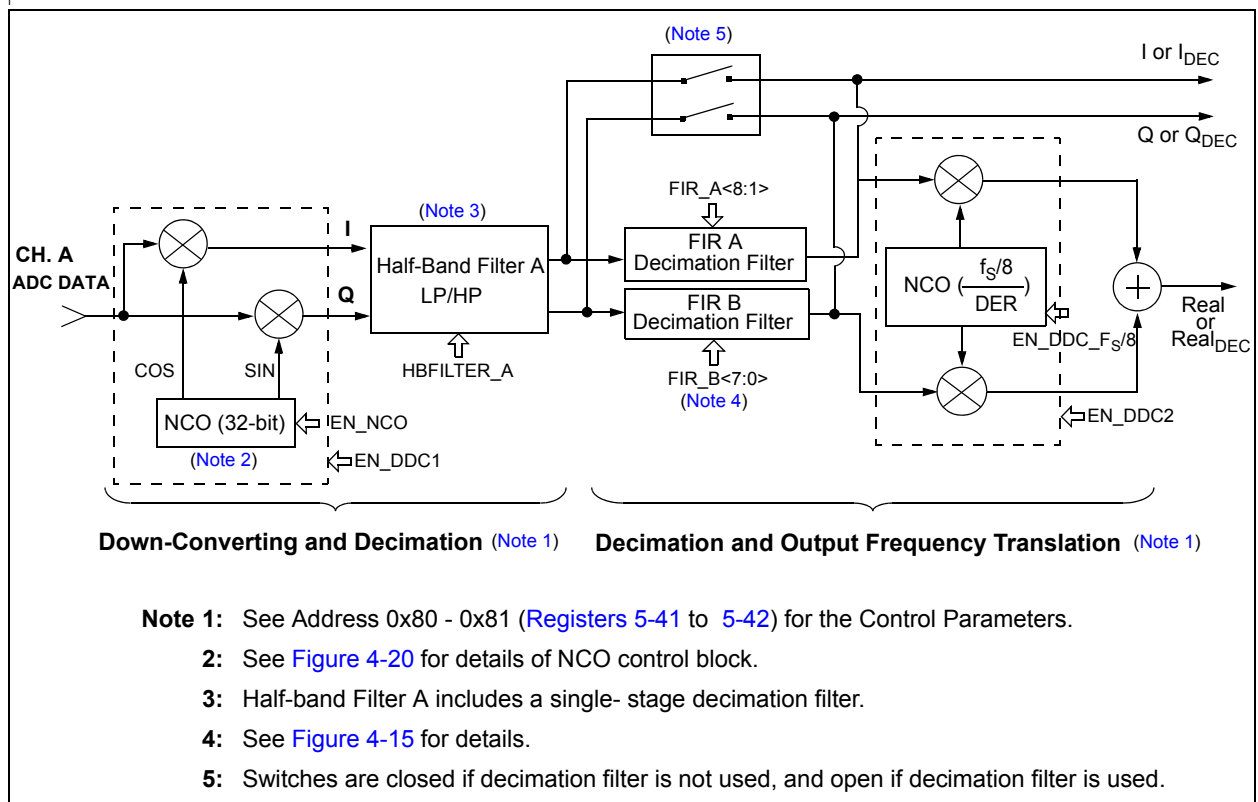 (Note 5)
I or I_DEC
Q or Q_DEC
FIR_A<8:1>
(Note 3)
I
FIR A
Decimation Filter
CH. A
ADC DATA
Half-Band Filter A
LP/HP
NCO (f_S/8 / DER)
Q
FIR B
Decimation Filter
Real
or
Real_DEC
EN_DDC_F_S/8
COS
SIN
HBFILTER_A
FIR_B<7:0>
(Note 4)
NCO (32-bit)
EN_NCO
EN_DDC2
(Note 2)
EN_DDC1
Down-Converting and Decimation (Note 1)
Decimation and Output Frequency Translation (Note 1)
Note 1: See Address 0x80 - 0x81 (Registers 5-41 to 5-42) for the Control Parameters.
2: See Figure 4-20 for details of NCO control block.
3: Half-band Filter A includes a single- stage decimation filter.
4: See Figure 4-15 for details.
5: Switches are closed if decimation filter is not used, and open if decimation filter is used.